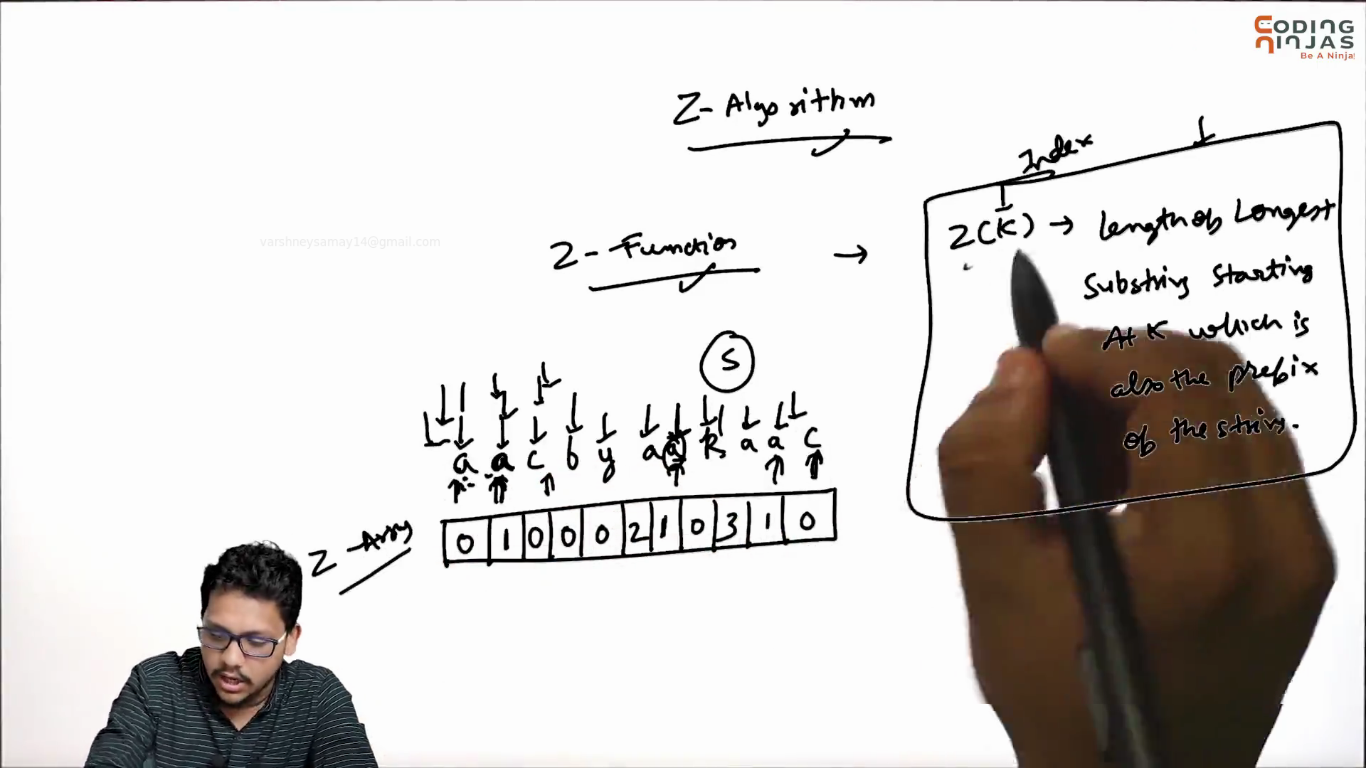 CODING
NINJAS
Be A Ninja!
Z-Algorithm
Index
varshneysamay14@gmail.com
Z-Function →
Z(K) → Length of Longest
Substring Starting
At K which is
also the prefix
of the string.
S
a a c b y a a k a a c
Z-Array
0 1 0 0 0 2 1 0 3 1 0